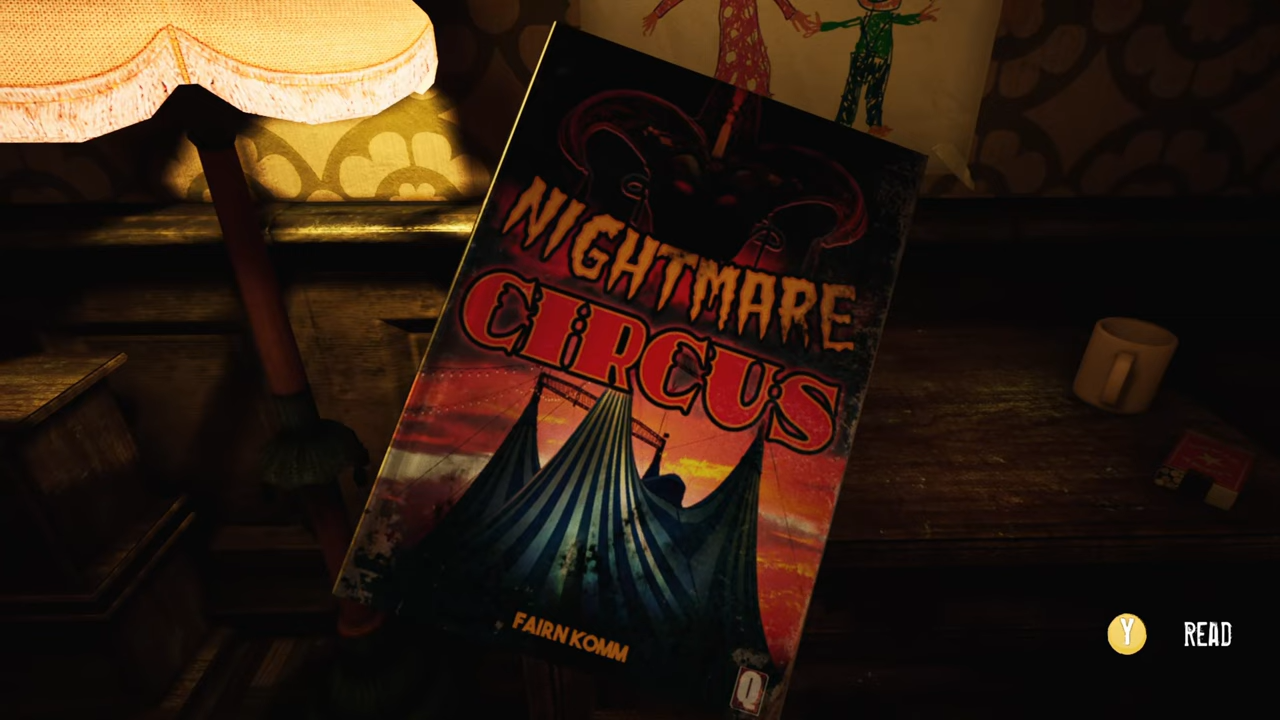 NIGHTMARE
CIRCUS
FAIRN KOMM
Q
Y READ